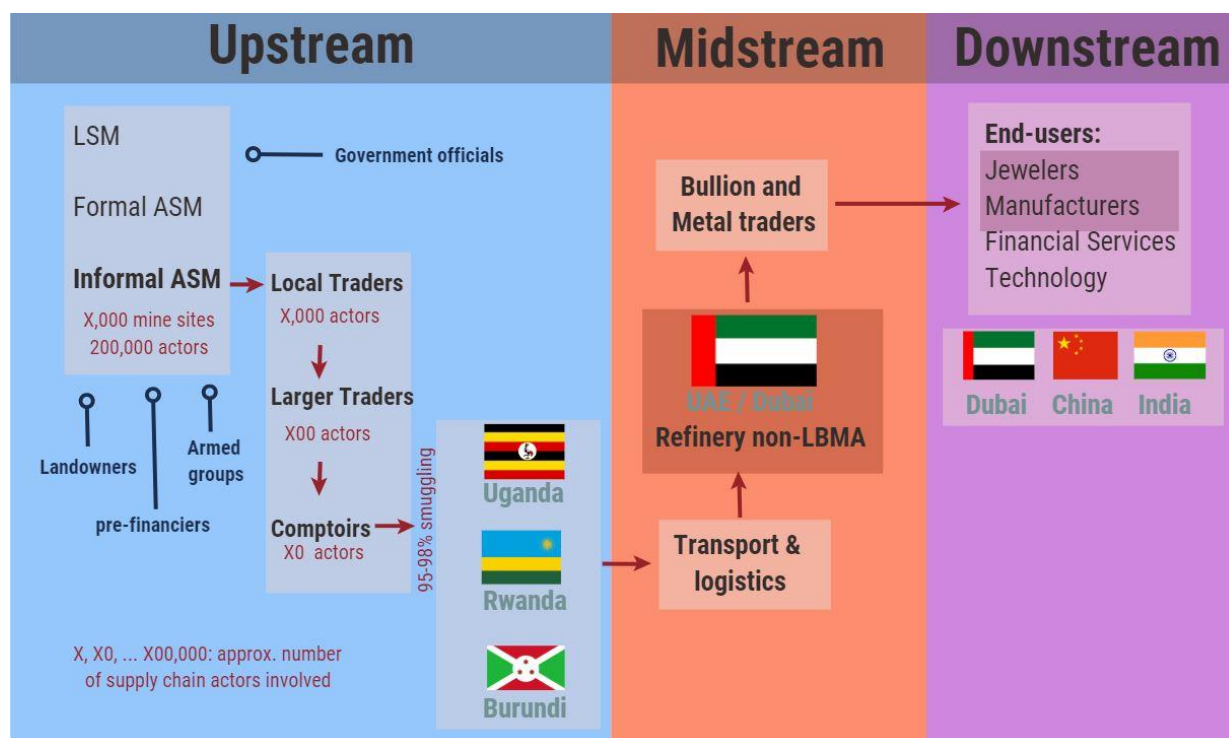 Upstream
Midstream
Downstream
LSM
Government officials
Formal ASM
Informal ASM
X,000 mine sites
200,000 actors
Landowners
pre-financiers
Armed
groups
Local Traders
X,000 actors
Larger Traders
X00 actors
Comptoirs
X0 actors
95-98% smuggling
Uganda
Rwanda
Burundi
X, X0, ... X00,000: approx. number
of supply chain actors involved
Bullion and
Metal traders
UAE / Dubai
Refinery non-LBMA
Transport &
logistics
End-users:
Jewelers
Manufacturers
Financial Services
Technology
Dubai
China
India